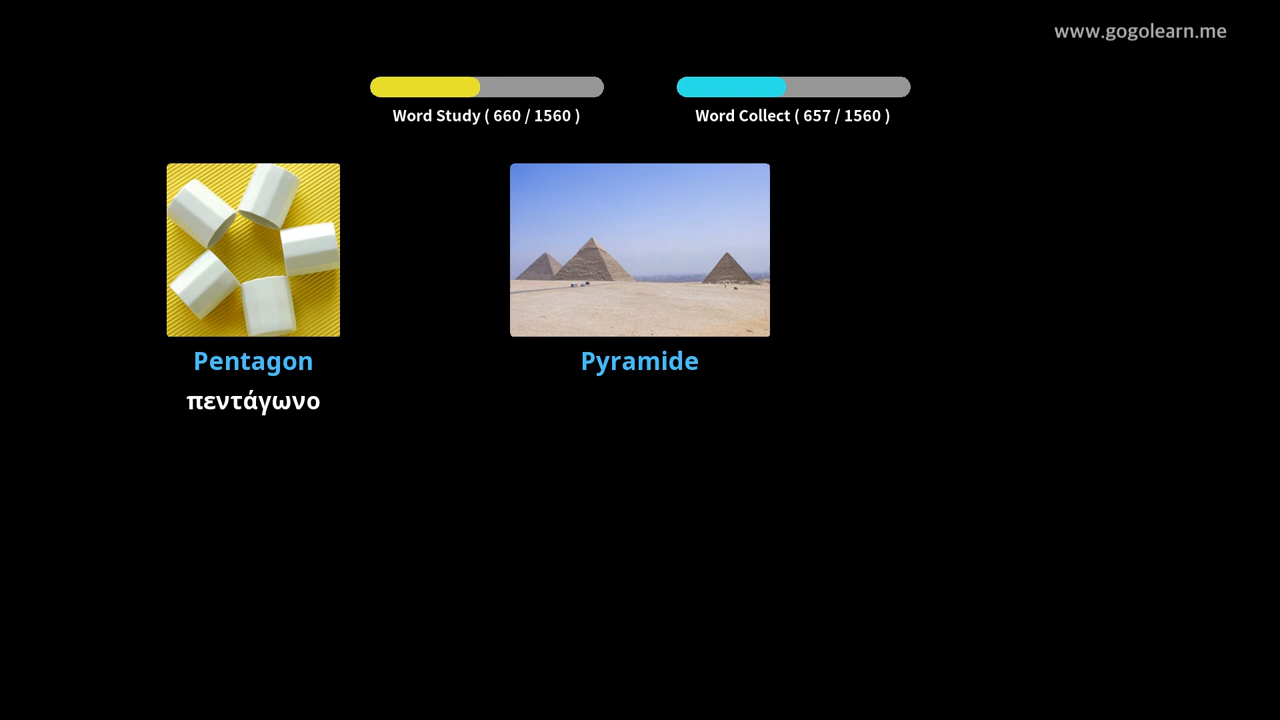 www.gogolearn.me
Word Study ( 660 / 1560 )
Word Collect ( 657 / 1560 )
Pentagon
πεντάγωνο
Pyramide